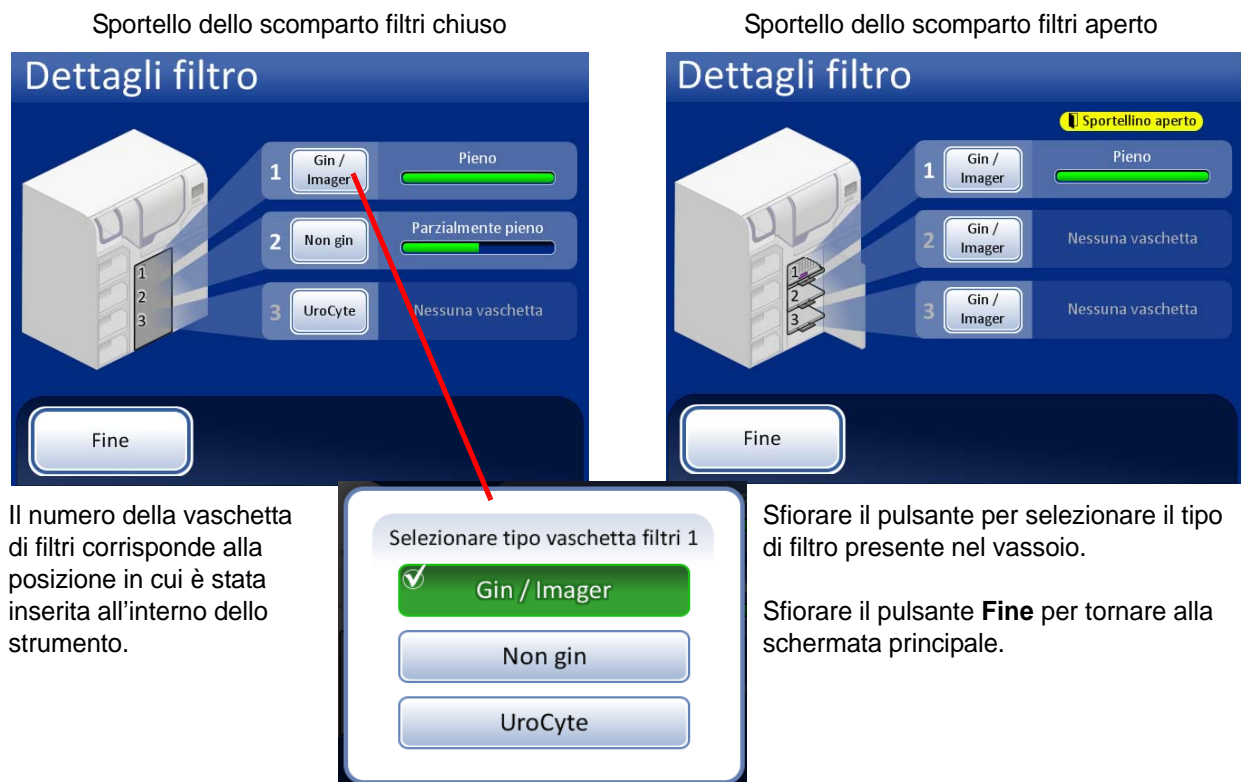 Sportello dello scomparto filtri chiuso
Dettagli filtro
1
Gin /
Imager
Pieno
2
Non gin
Parzialmente pieno
3
UroCyte
Nessuna vaschetta
1
2
3
Fine
Sportello dello scomparto filtri aperto
Dettagli filtro
Sportellino aperto
1
Gin /
Imager
Pieno
2
Gin /
Imager
Nessuna vaschetta
3
Gin /
Imager
Nessuna vaschetta
1
2
3
Fine
Il numero della vaschetta
di filtri corrisponde alla
posizione in cui è stata
inserita all'interno dello
strumento.
Selezionare tipo vaschetta filtri 1
Gin / Imager
Non gin
UroCyte
Sfiorare il pulsante per selezionare il tipo
di filtro presente nel vassoio.
Sfiorare il pulsante Fine per tornare alla
schermata principale.